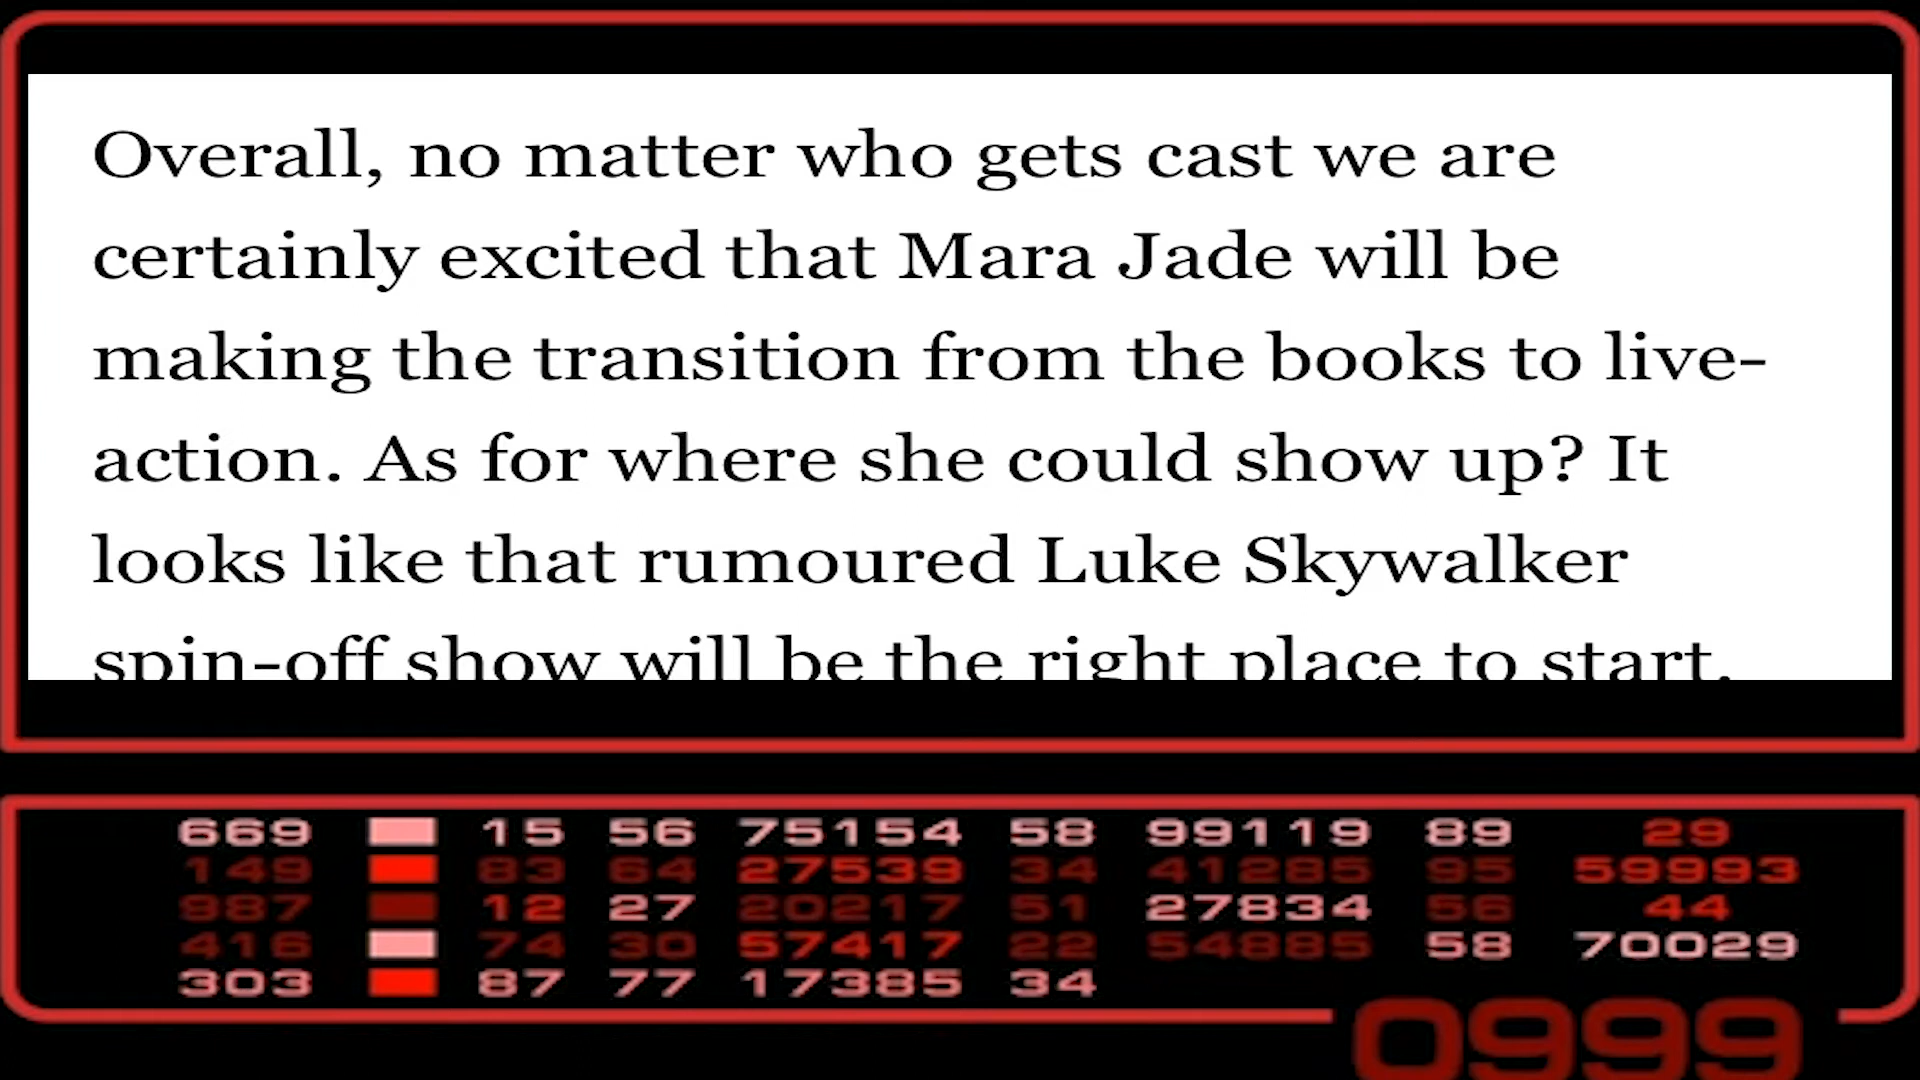 Overall, no matter who gets cast we are
certainly excited that Mara Jade will be
making the transition from the books to live-
action. As for where she could show up? It
looks like that rumoured Luke Skywalker
spin-off show will be the right place to start.
669 15 56 75154 58 99119 89 29
149 83 64 27539 34 41285 95 59993
987 12 27 20217 51 27834 56 44
416 74 30 57417 22 54885 58 70029
303 87 77 17385 34
0999